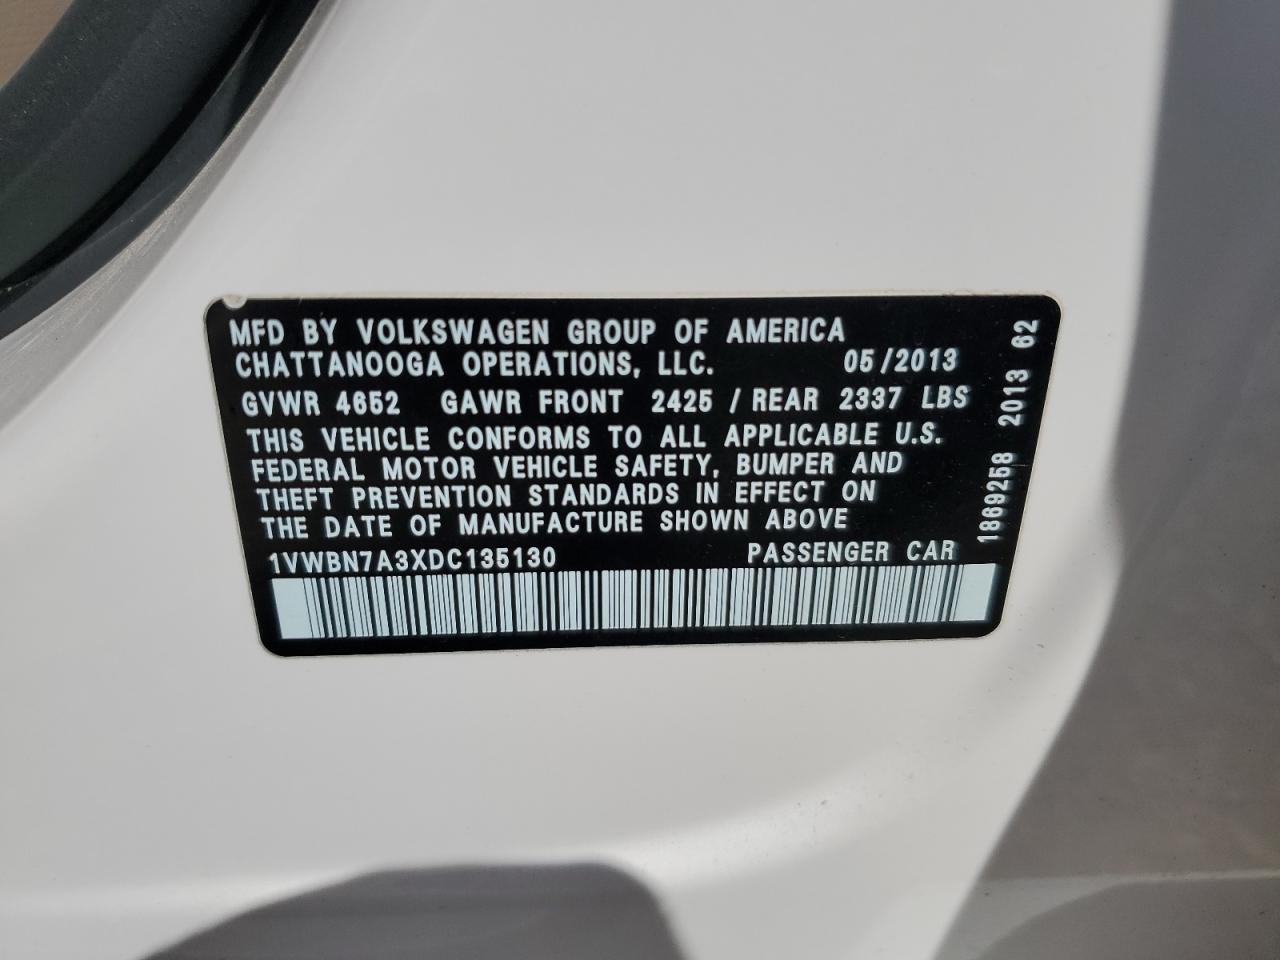 MFD BY VOLKSWAGEN GROUP OF AMERICA
CHATTANOOGA OPERATIONS, LLC. 05/2013
GVWR 4652 GAWR FRONT 2425 / REAR 2337 LBS
THIS VEHICLE CONFORMS TO ALL APPLICABLE U.S.
FEDERAL MOTOR VEHICLE SAFETY, BUMPER AND
THEFT PREVENTION STANDARDS IN EFFECT ON
THE DATE OF MANUFACTURE SHOWN ABOVE
1VWBN7A3XDC135130 PASSENGER CAR
1869258 2013 62